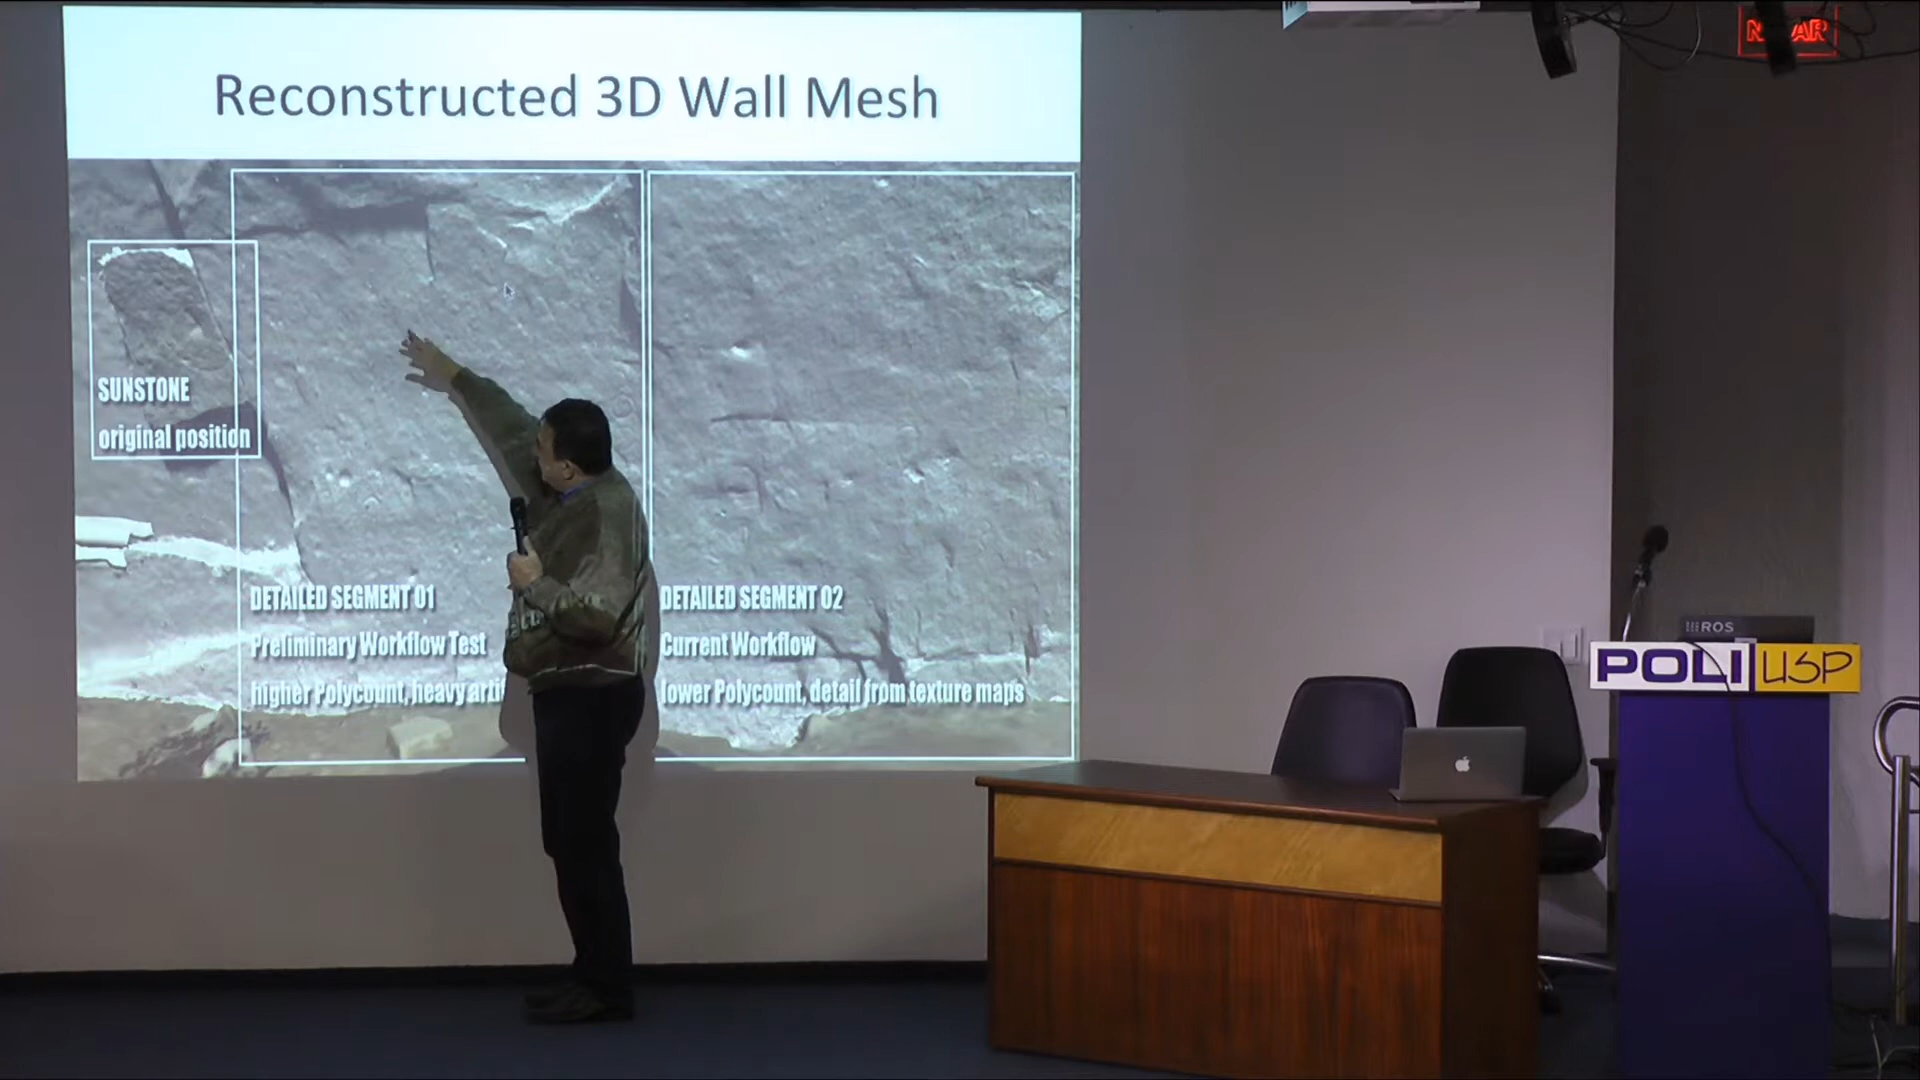 Reconstructed 3D Wall Mesh
SUNSTONE
original position
DETAILED SEGMENT 01
Preliminary Workflow Test
higher Polycount, heavy
DETAILED SEGMENT 02
Current Workflow
lower Polycount, detail from texture maps
ROS
POLI USP